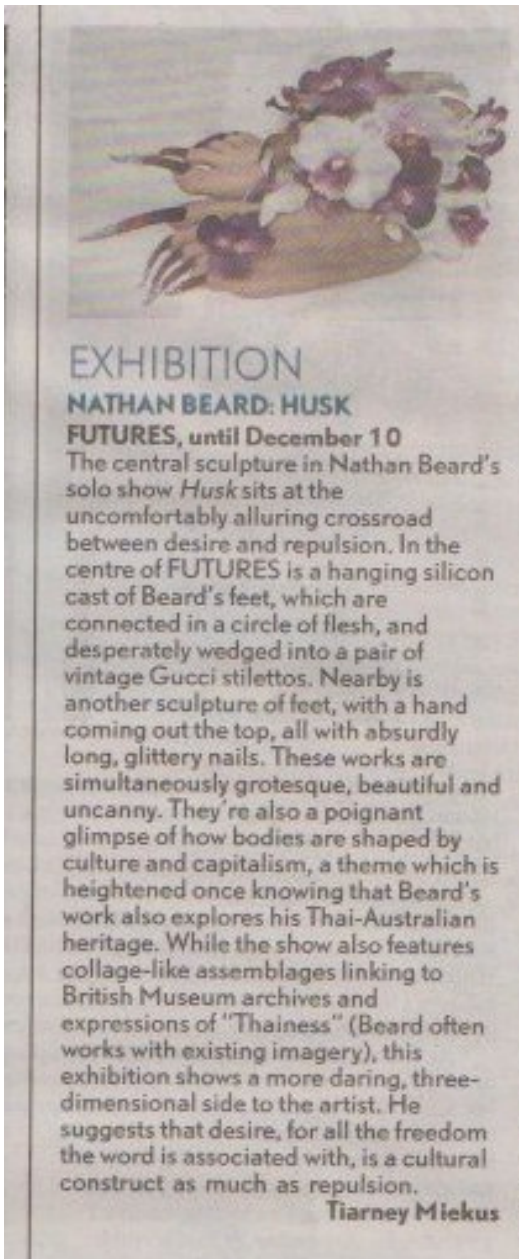 EXHIBITION
NATHAN BEARD: HUSK
FUTURES, until December 10
The central sculpture in Nathan Beard's
solo show Husk sits at the
uncomfortably alluring crossroad
between desire and repulsion. In the
centre of FUTURES is a hanging silicon
cast of Beard's feet, which are
connected in a circle of flesh, and
desperately wedged into a pair of
vintage Gucci stilettos. Nearby is
another sculpture of feet, with a hand
coming out the top, all with absurdly
long, glittery nails. These works are
simultaneously grotesque, beautiful and
uncanny. They're also a poignant
glimpse of how bodies are shaped by
culture and capitalism, a theme which is
heightened once knowing that Beard's
work also explores his Thai-Australian
heritage. While the show also features
collage-like assemblages linking to
British Museum archives and
expressions of "Thainess" (Beard often
works with existing imagery), this
exhibition shows a more daring, three-
dimensional side to the artist. He
suggests that desire, for all the freedom
the word is associated with, is a cultural
construct as much as repulsion.
Tiarney Miekus